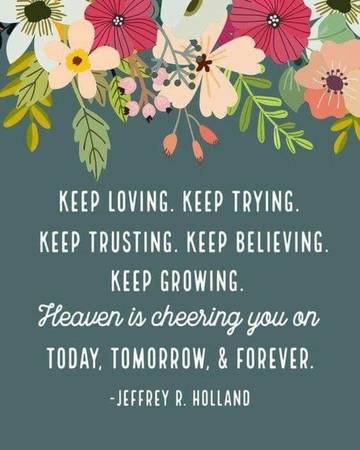 KEEP LOVING. KEEP TRYING.
KEEP TRUSTING. KEEP BELIEVING.
KEEP GROWING.
Heaven is cheering you on
TODAY, TOMORROW, & FOREVER.
-JEFFREY R. HOLLAND